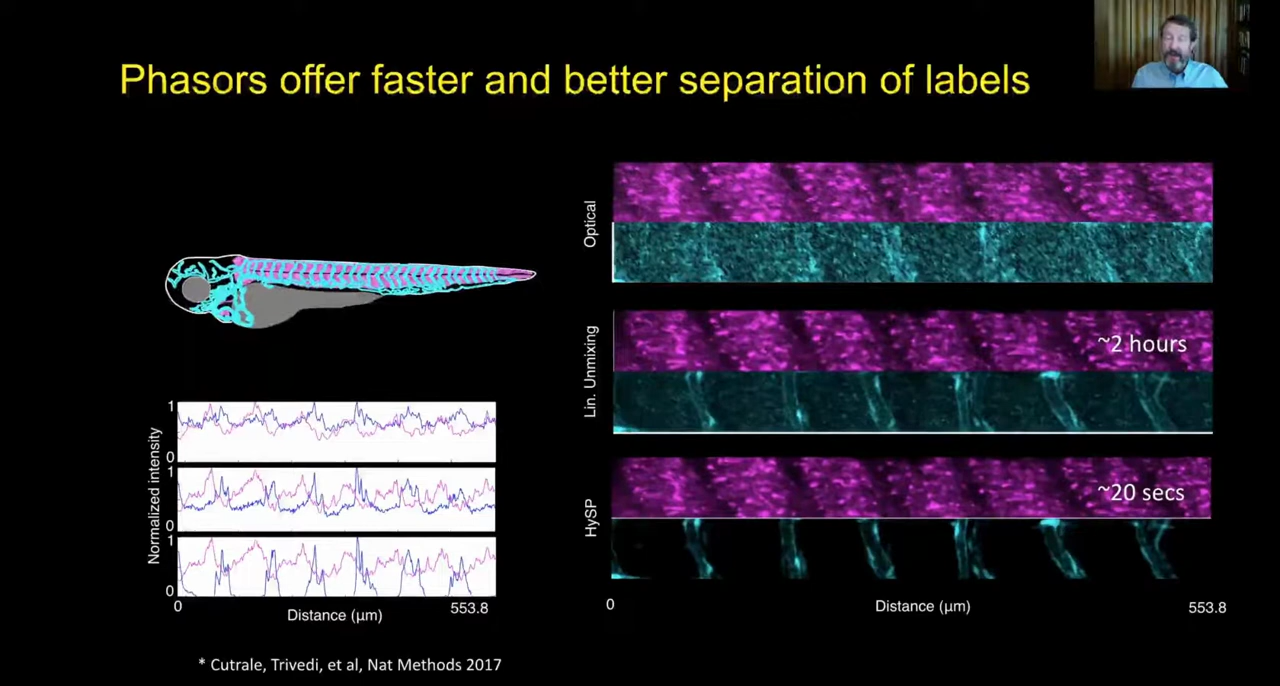 Phasors offer faster and better separation of labels
Optical
Lin. Unmixing
~2 hours
HySP
~20 secs
0
Distance (µm)
553.8
Normalized intensity
1
0
1
0
1
0
0
Distance (µm)
553.8
* Cutrale, Trivedi, et al, Nat Methods 2017